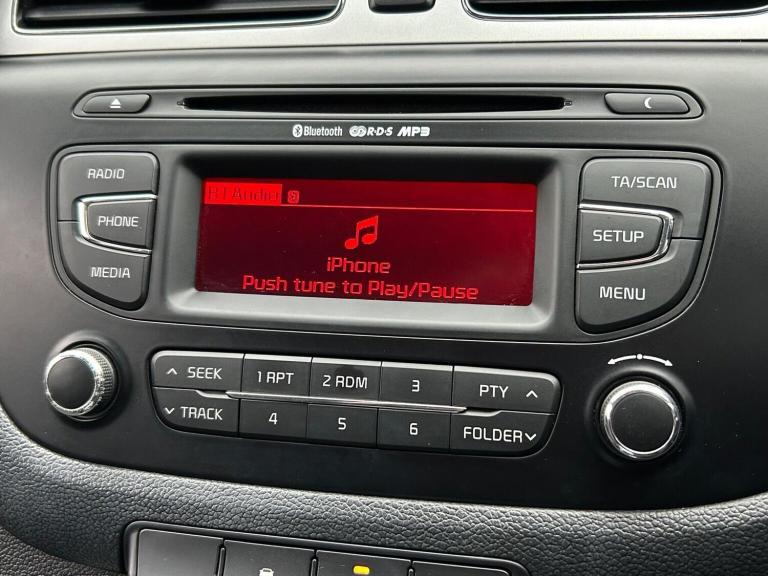 Bluetooth R·D·S MP3
RADIO
PHONE
MEDIA
BT Audio
iPhone
Push tune to Play/Pause
TA/SCAN
SETUP
MENU
SEEK 1 RPT 2 RDM 3 PTY
TRACK 4 5 6 FOLDER